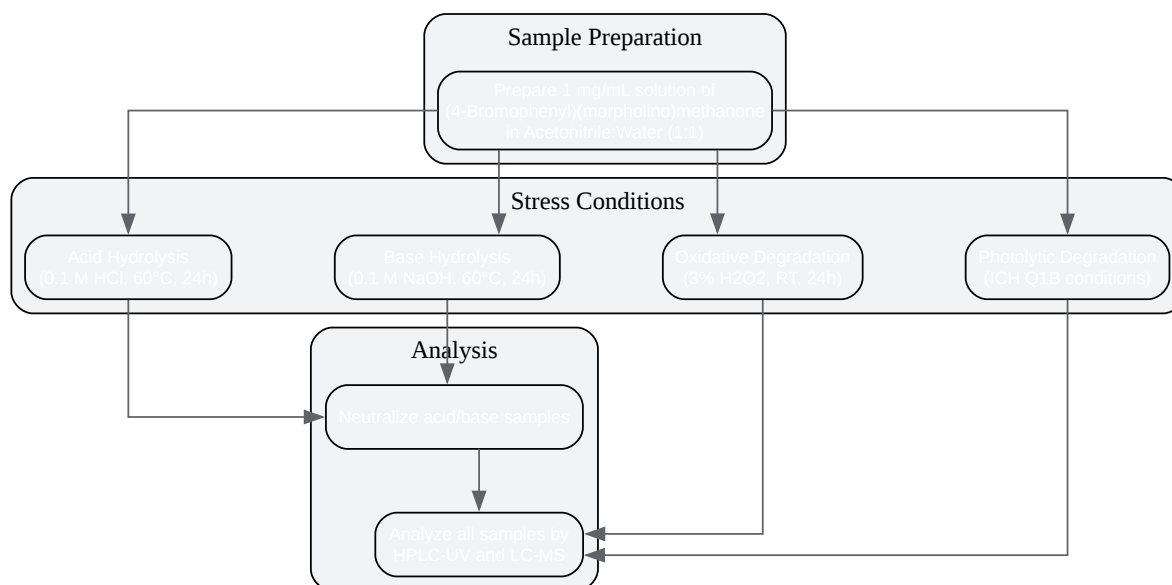 Sample Preparation
Prepare 1 mg/mL solution of
(4-Bromophenyl)(morpholino)methanone
in Acetonitrile:Water (1:1)
Stress Conditions
Acid Hydrolysis
(0.1 M HCl, 60°C, 24h)
Base Hydrolysis
(0.1 M NaOH, 60°C, 24h)
Oxidative Degradation
(3% H2O2, RT, 24h)
Photolytic Degradation
(ICH Q1B conditions)
Analysis
Neutralize acid/base samples
Analyze all samples by
HPLC-UV and LC-MS